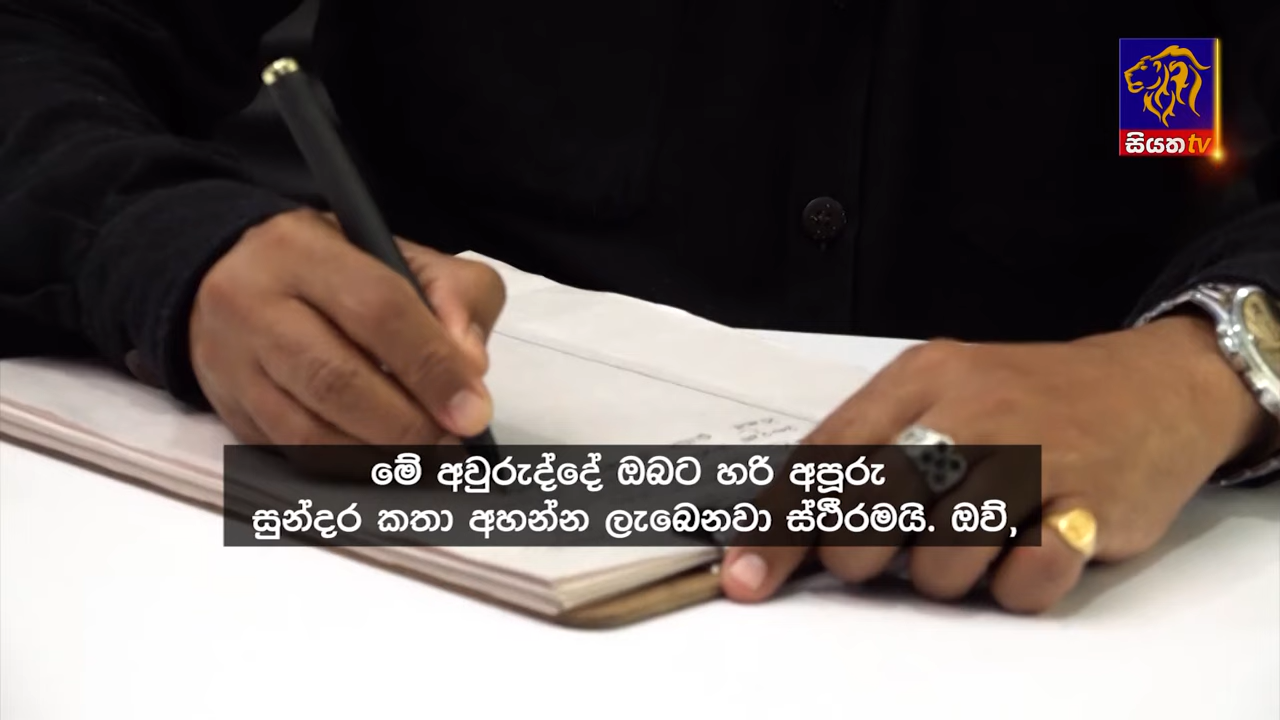 සියත tv
මේ අවුරුද්දේ ඔබට හරි අපූරු
සුන්දර කතා අහන්න ලැබෙනවා ස්ථීරමයි. ඔව්,